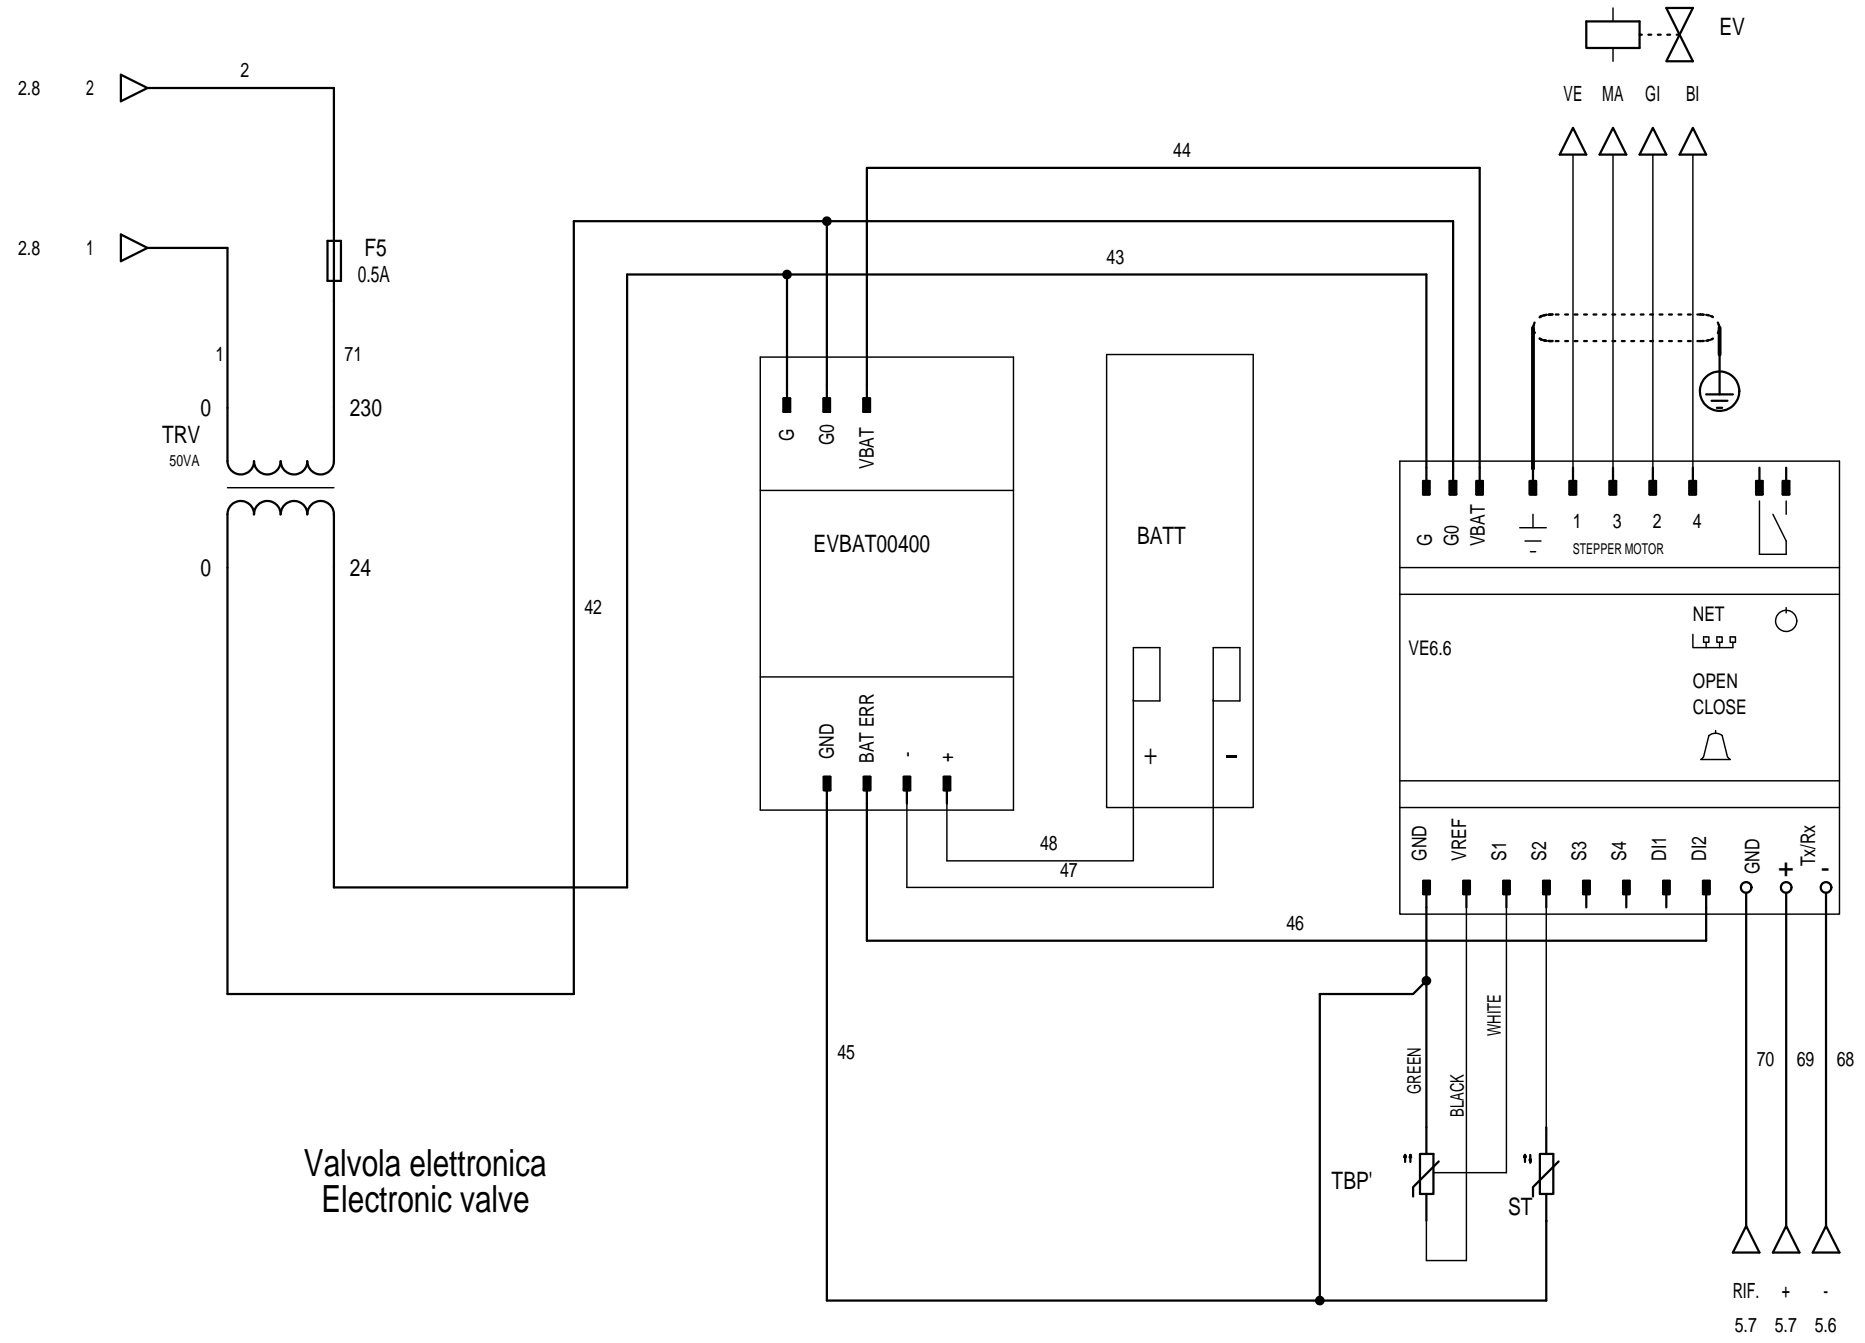 EV
2.8 2 2
VE MA GI BI
44
2.8 1
F5
0.5A
43
1 71
0 230
TRV
50VA
G G0 VBAT
EVBAT00400
BATT
G G0 VBAT
1 3 2 4
STEPPER MOTOR
0 24
42
NET
VE6.6
OPEN
CLOSE
GND BAT ERR - +
+ -
48
47
GND VREF S1 S2 S3 S4 DI1 DI2 GND + Tx/Rx -
46
WHITE
45
GREEN
BLACK
70 69 68
Valvola elettronica
Electronic valve
TBP'
ST
RIF. + -
5.7 5.7 5.6